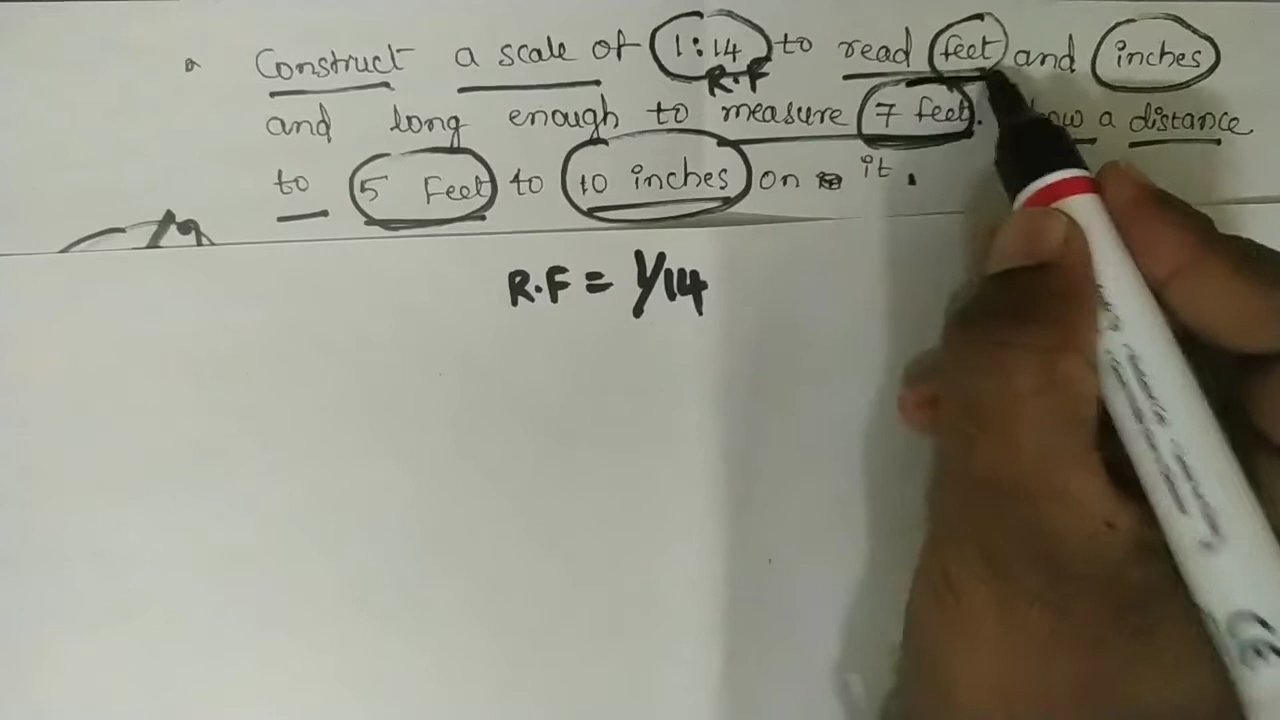 Construct a scale of 1:14 to read feet and inches
R.F
and long enough to measure 7 feet. a distance
to 5 Feet to 10 inches on it.
R.F = 1/14